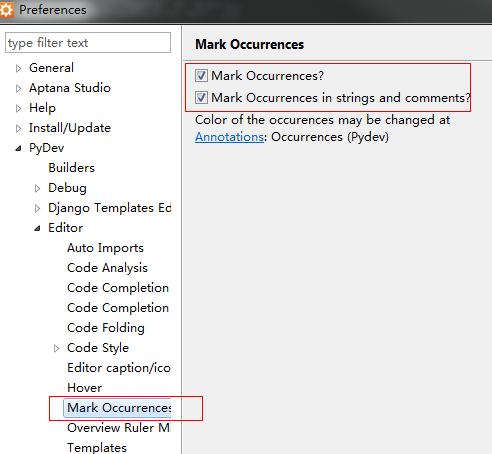 Preferences
type filter text
General
Aptana Studio
Help
Install/Update
PyDev
Builders
Debug
Django Templates Ed
Editor
Auto Imports
Code Analysis
Code Completion
Code Completion
Code Folding
Code Style
Editor caption/ico
Hover
Mark Occurrences
Overview Ruler M
Templates
Mark Occurrences
Mark Occurrences?
Mark Occurrences in strings and comments?
Color of the occurences may be changed at
Annotations: Occurrences (Pydev)